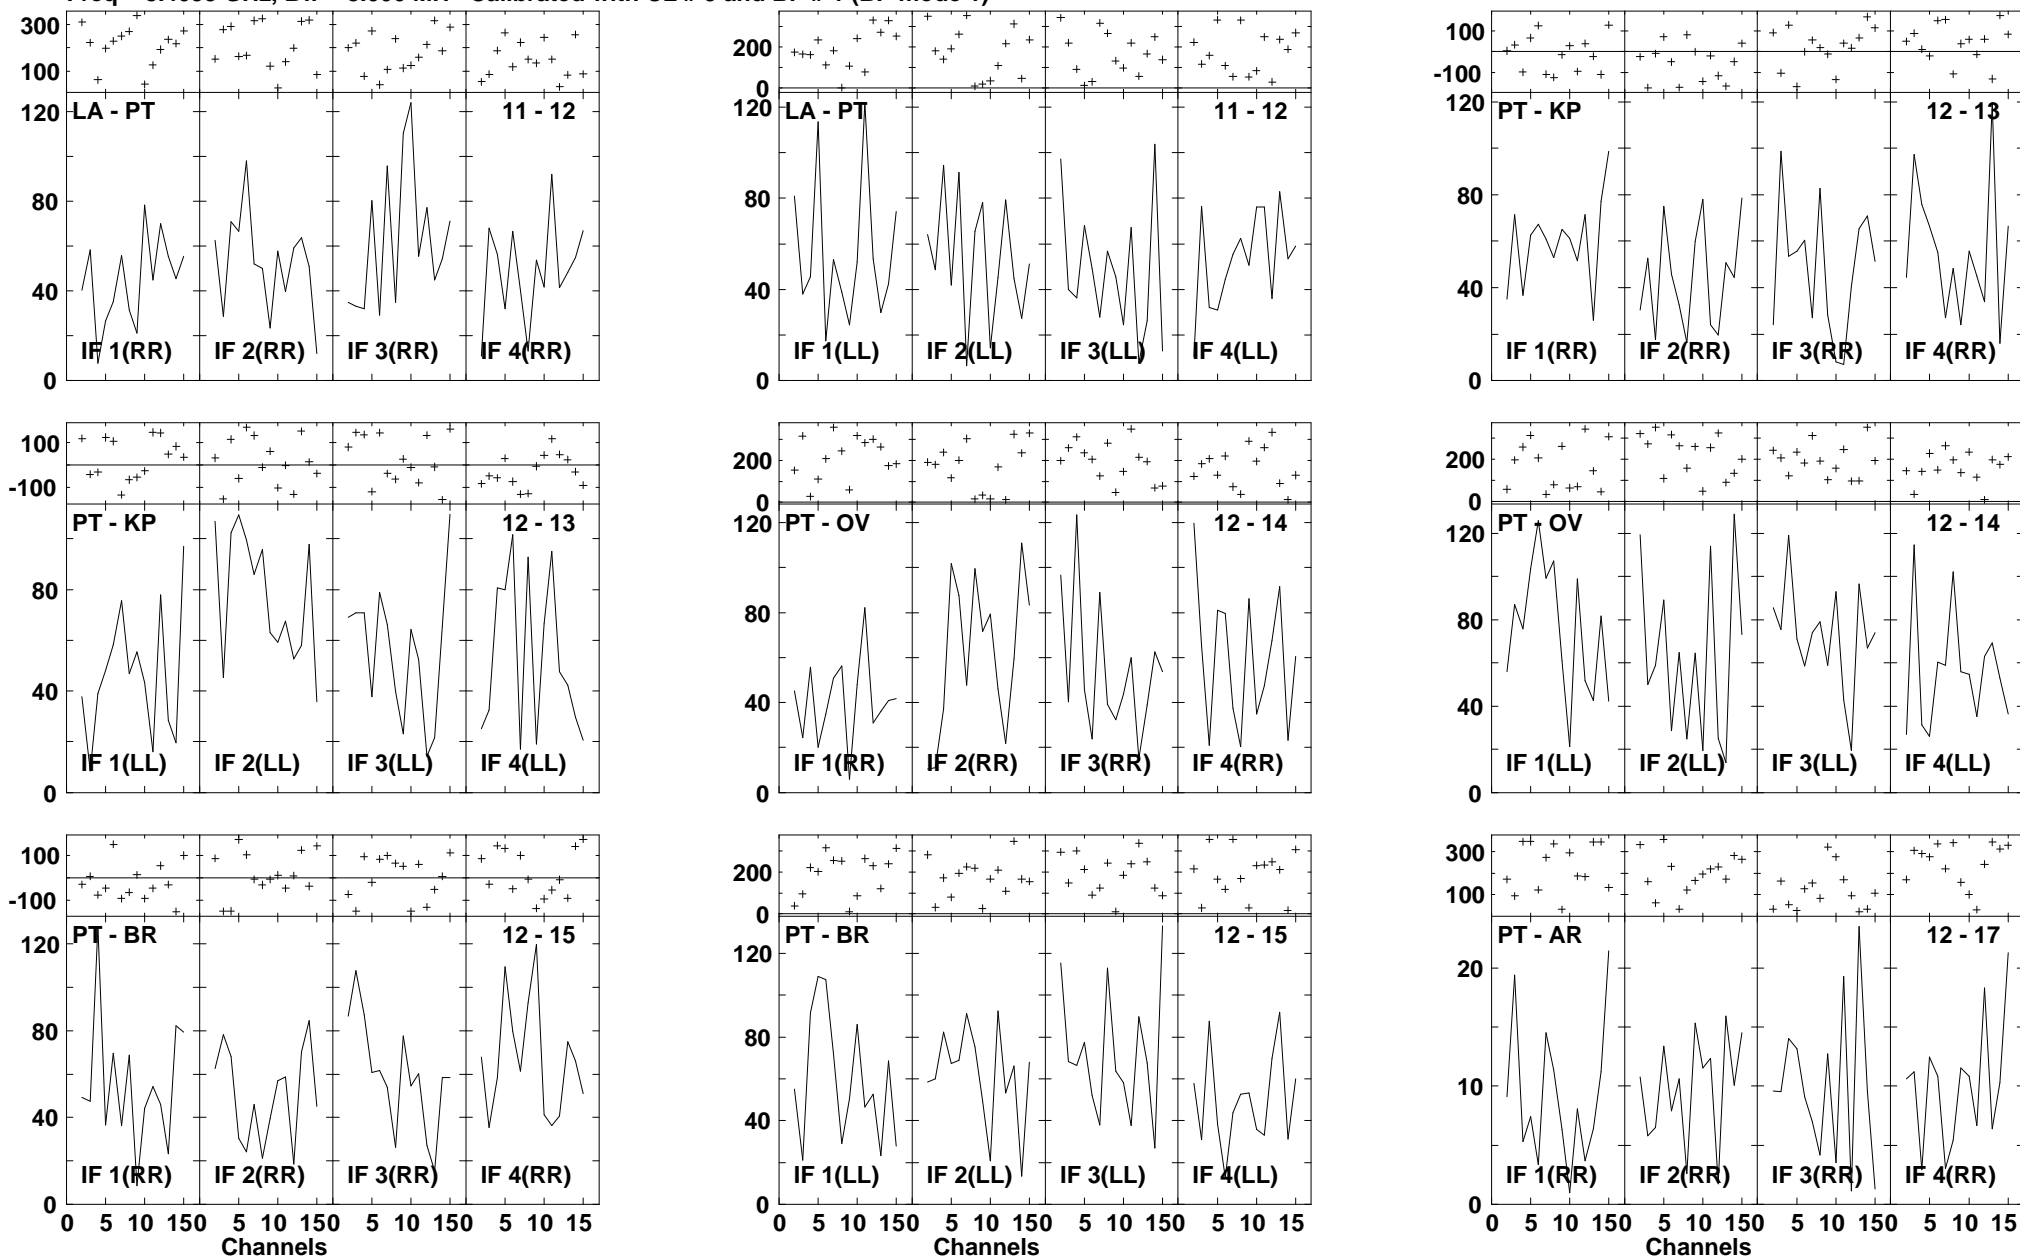 300 200 100
100 0 -100
LA - PT 11 - 12 LA - PT 11 - 12 PT - KP 12 - 13
120 120 120
80 80 80
40 40 40
IF 1(RR) IF 2(RR) IF 3(RR) IF 4(RR) IF 1(LL) IF 2(LL) IF 3(LL) IF 4(LL) IF 1(RR) IF 2(RR) IF 3(RR) IF 4(RR)
0 0 0
100 200 200
-100 0 0
PT - KP 12 - 13 PT - OV 12 - 14 PT - OV 12 - 14
120 120
80 80 80
40 40 40
IF 1(LL) IF 2(LL) IF 3(LL) IF 4(LL) IF 1(RR) IF 2(RR) IF 3(RR) IF 4(RR) IF 1(LL) IF 2(LL) IF 3(LL) IF 4(LL)
0 0 0
100 200 300
-100 0 100
PT - BR 12 - 15 PT - BR 12 - 15 PT - AR 12 - 17
120 120 20
80 80
40 40 10
IF 1(RR) IF 2(RR) IF 3(RR) IF 4(RR) IF 1(LL) IF 2(LL) IF 3(LL) IF 4(LL) IF 1(RR) IF 2(RR) IF 3(RR) IF 4(RR)
0 0 0
0 5 10 150 5 10 150 5 10 150 5 10 15 0 5 10 150 5 10 150 5 10 150 5 10 15 0 5 10 150 5 10 150 5 10 150 5 10 15
Channels Channels Channels